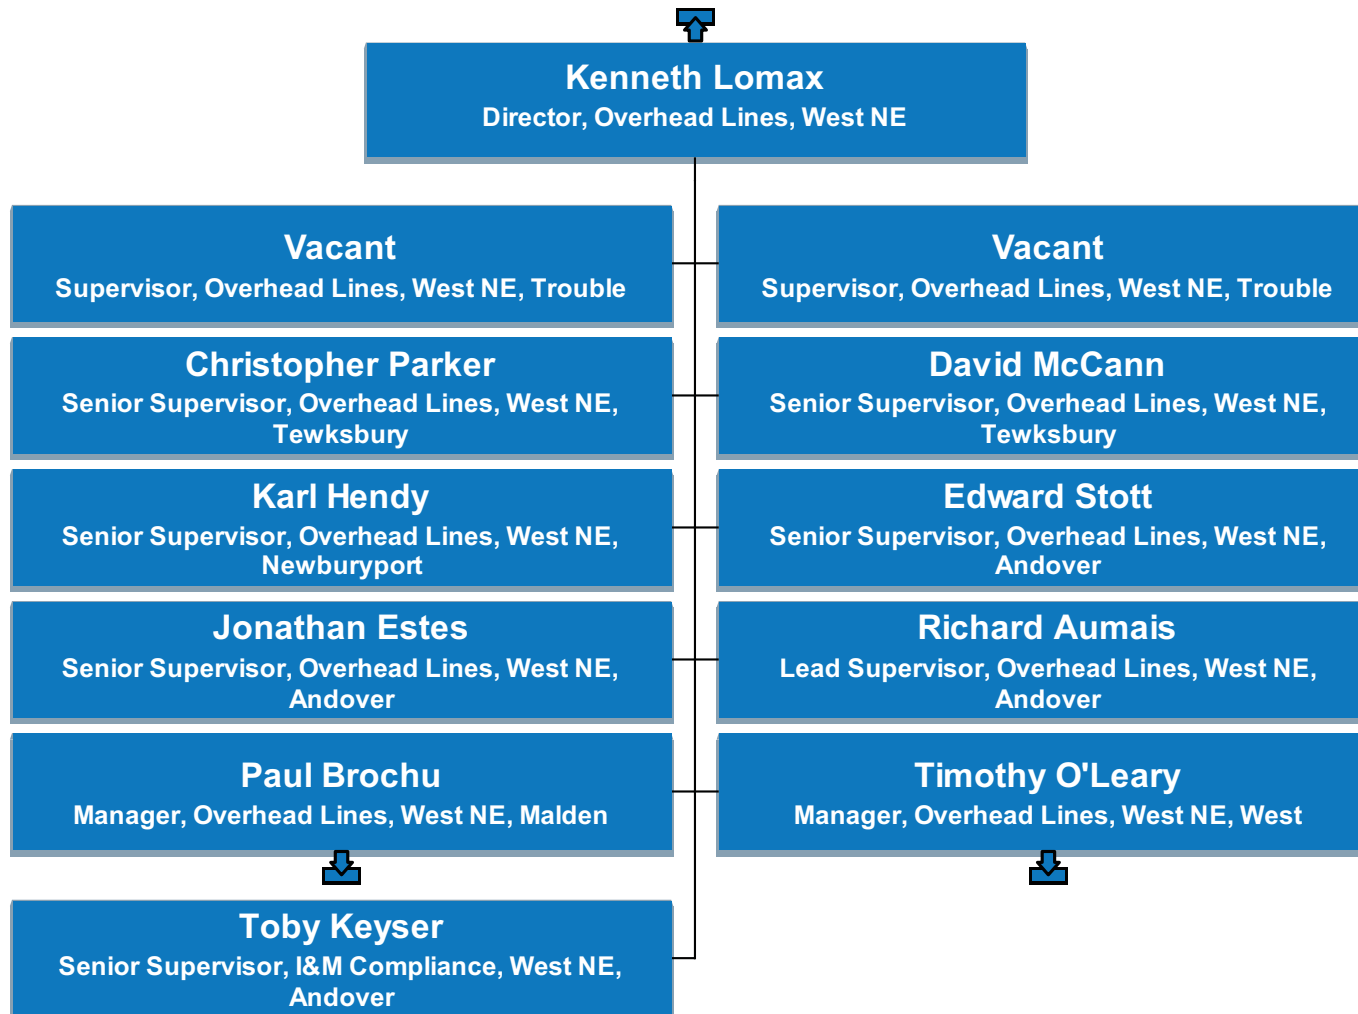 Kenneth Lomax
Director, Overhead Lines, West NE
Vacant
Supervisor, Overhead Lines, West NE, Trouble
Vacant
Supervisor, Overhead Lines, West NE, Trouble
Christopher Parker
Senior Supervisor, Overhead Lines, West NE,
Tewksbury
David McCann
Senior Supervisor, Overhead Lines, West NE,
Tewksbury
Karl Hendy
Senior Supervisor, Overhead Lines, West NE,
Newburyport
Edward Stott
Senior Supervisor, Overhead Lines, West NE,
Andover
Jonathan Estes
Senior Supervisor, Overhead Lines, West NE,
Andover
Richard Aumais
Lead Supervisor, Overhead Lines, West NE,
Andover
Paul Brochu
Manager, Overhead Lines, West NE, Malden
Timothy O'Leary
Manager, Overhead Lines, West NE, West
Toby Keyser
Senior Supervisor, I&M Compliance, West NE,
Andover